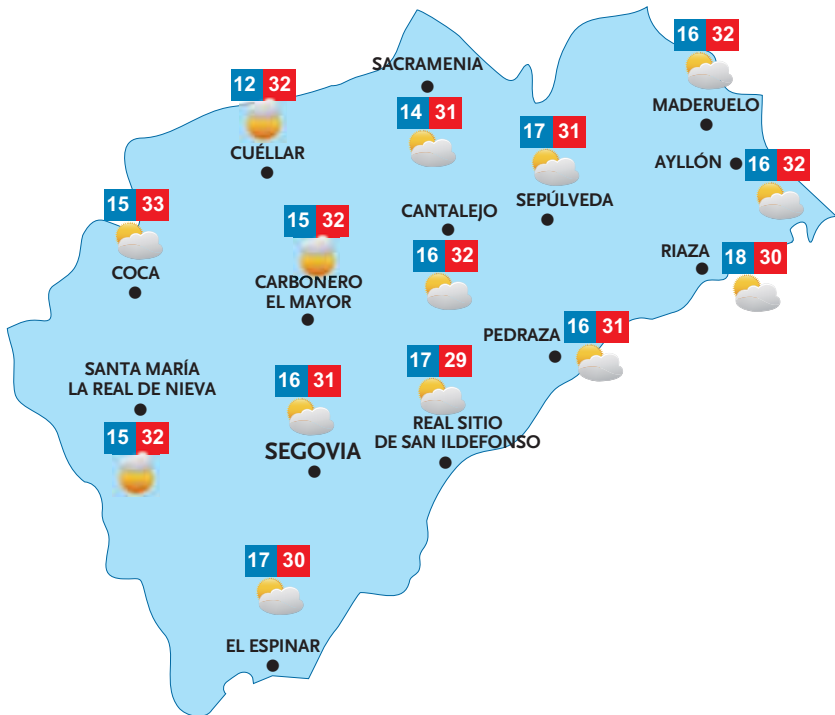 16 32
MADERUELO
SACRAMENIA
14 31
12 32
CUÉLLAR
17 31
SEPÚLVEDA
AYLLÓN
16 32
15 33
COCA
15 32
CARBONERO
EL MAYOR
CANTALEJO
16 32
RIAZA
18 30
PEDRAZA
16 31
SANTA MARÍA
LA REAL DE NIEVA
15 32
16 31
SEGOVIA
17 29
REAL SITIO
DE SAN ILDEFONSO
17 30
EL ESPINAR